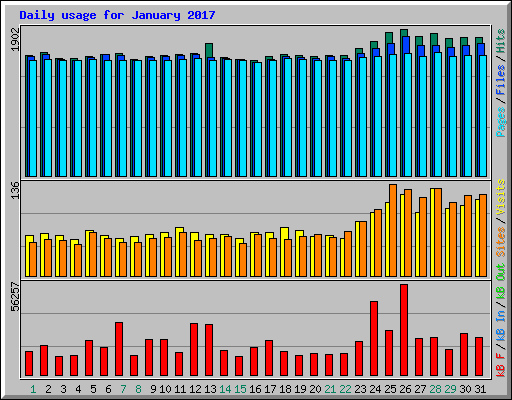 Daily usage for January 2017
1902
Pages / Files / Hits
136
Sites / Visits
56257
kB F / kB In / kB Out
1 2 3 4 5 6 7 8 9 10 11 12 13 14 15 16 17 18 19 20 21 22 23 24 25 26 27 28 29 30 31